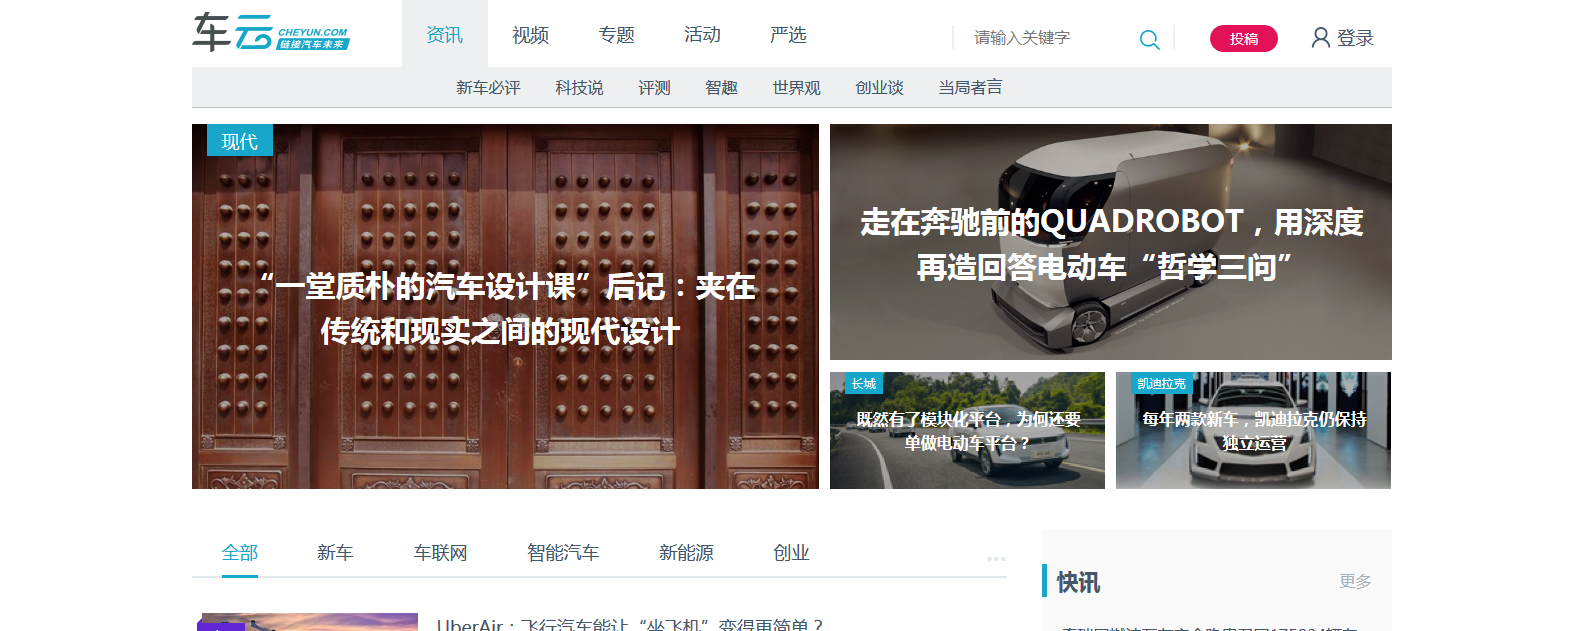 车云 CHEYUN.COM 链接汽车未来
资讯 视频 专题 活动 严选 请输入关键字 投稿 登录
新车必评 科技说 评测 智趣 世界观 创业谈 当局者言
现代
“一堂质朴的汽车设计课”后记：夹在
传统和现实之间的现代设计
走在奔驰前的QUADROBOT，用深度
再造回答电动车“哲学三问”
长城
既然有了模块化平台，为何还要
单做电动车平台？
凯迪拉克
每年两款新车，凯迪拉克仍保持
独立运营
全部 新车 车联网 智能汽车 新能源 创业 •••
快讯 更多
UberAir：飞行汽车能让“坐飞机”变得更简单？